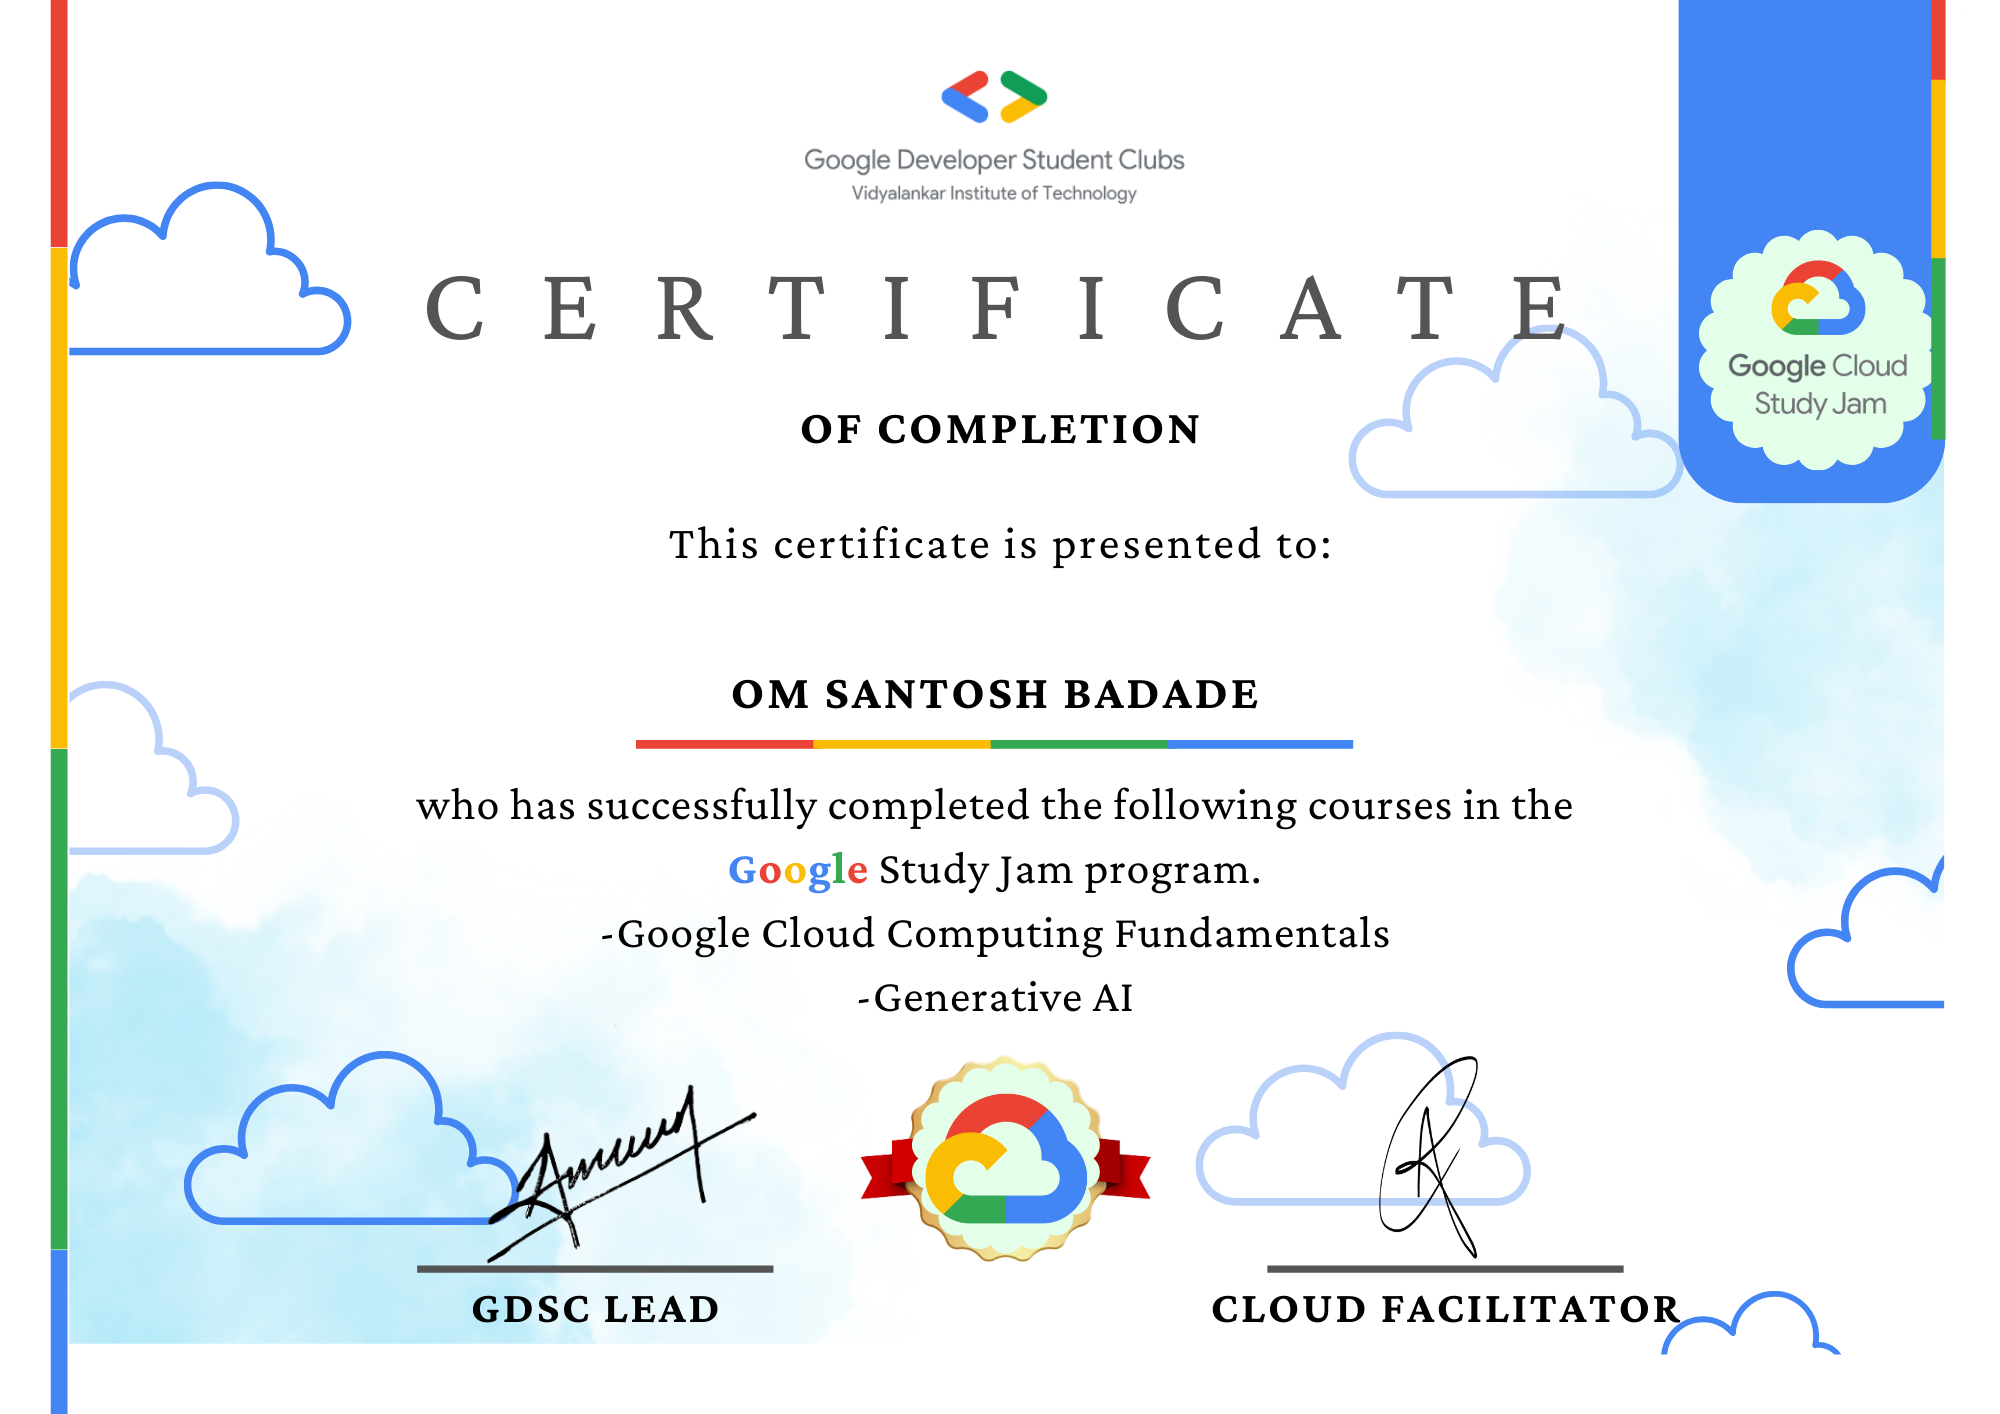 Google Developer Student Clubs
Vidyalankar Institute of Technology
CERTIFICATE
Google Cloud
Study Jam
OF COMPLETION
This certificate is presented to:
OM SANTOSH BADADE
who has successfully completed the following courses in the
Google Study Jam program.
-Google Cloud Computing Fundamentals
-Generative AI
GDSC LEAD
CLOUD FACILITATOR